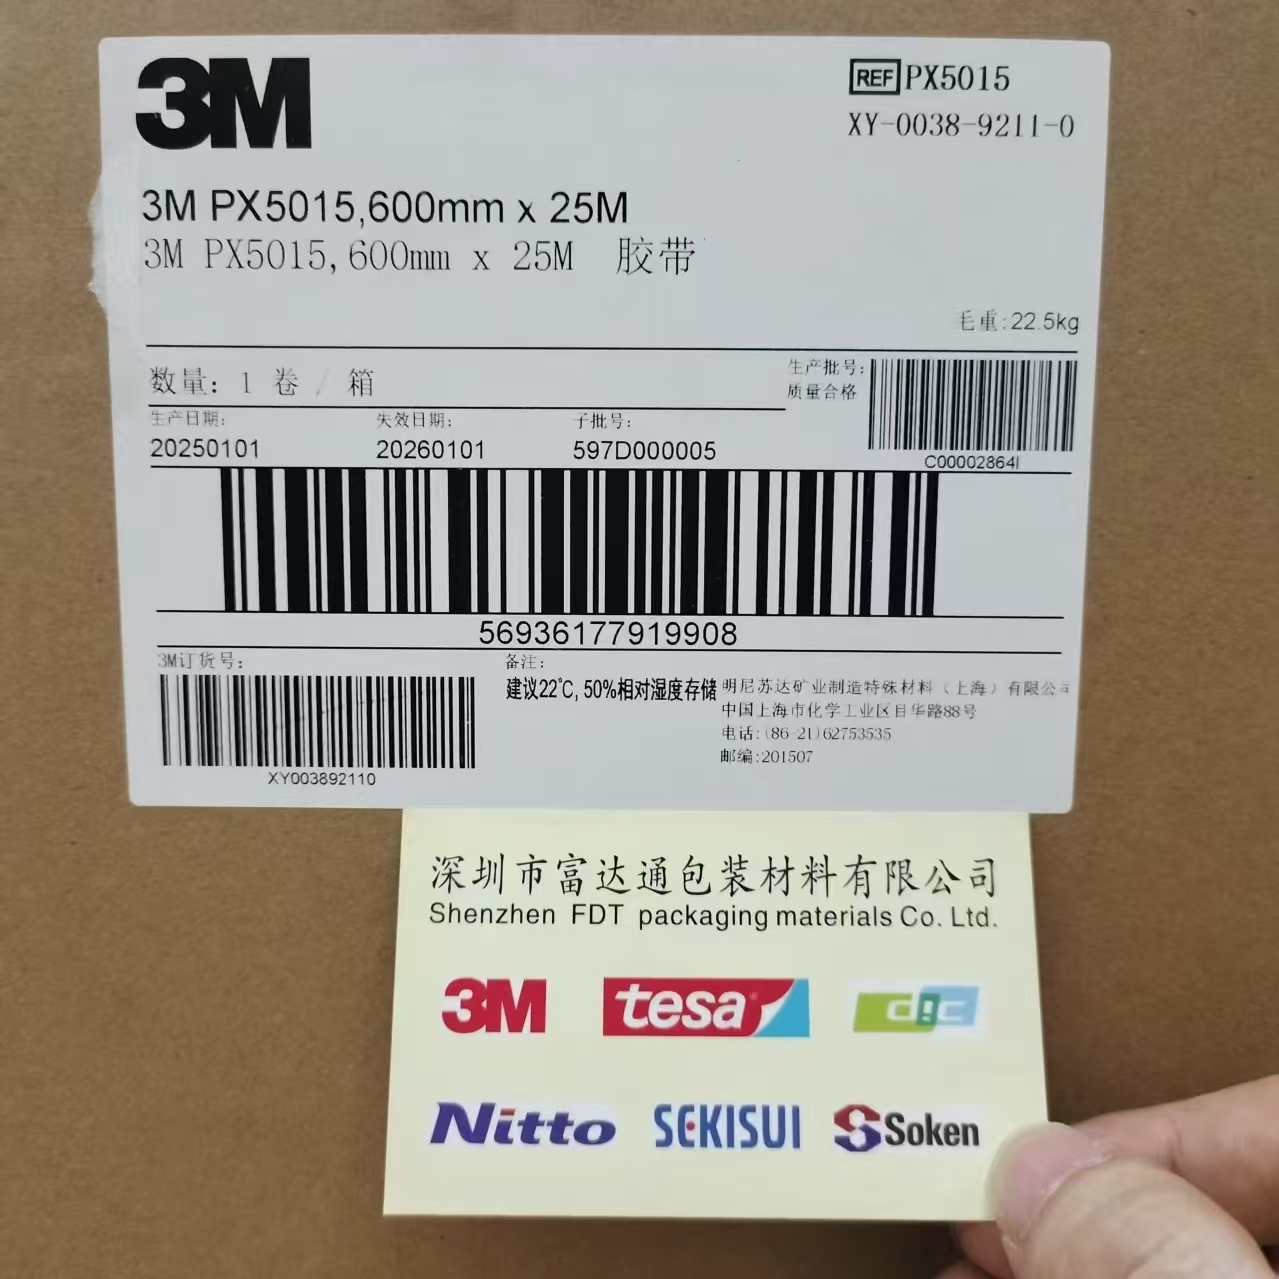 3M
REF PX5015
XY-0038-9211-0
3M PX5015,600mm x 25M
3M PX5015,600mm x 25M 胶带
毛重:22.5kg
数量: 1 卷 / 箱
生产批号:
质量合格
C00002864I
生产日期: 失效日期: 子批号:
20250101 20260101 597D000005
56936177919908
3M订货号:
XY003892110
备注:
建议22℃, 50%相对湿度存储
明尼苏达矿业制造特殊材料（上海）有限公司
中国上海市化学工业区目华路88号
电话:(86-21)62753535
邮编:201507
深圳市富达通包装材料有限公司
Shenzhen FDT packaging materials Co. Ltd.
3M tesa dic
Nitto SEKISUI Soken